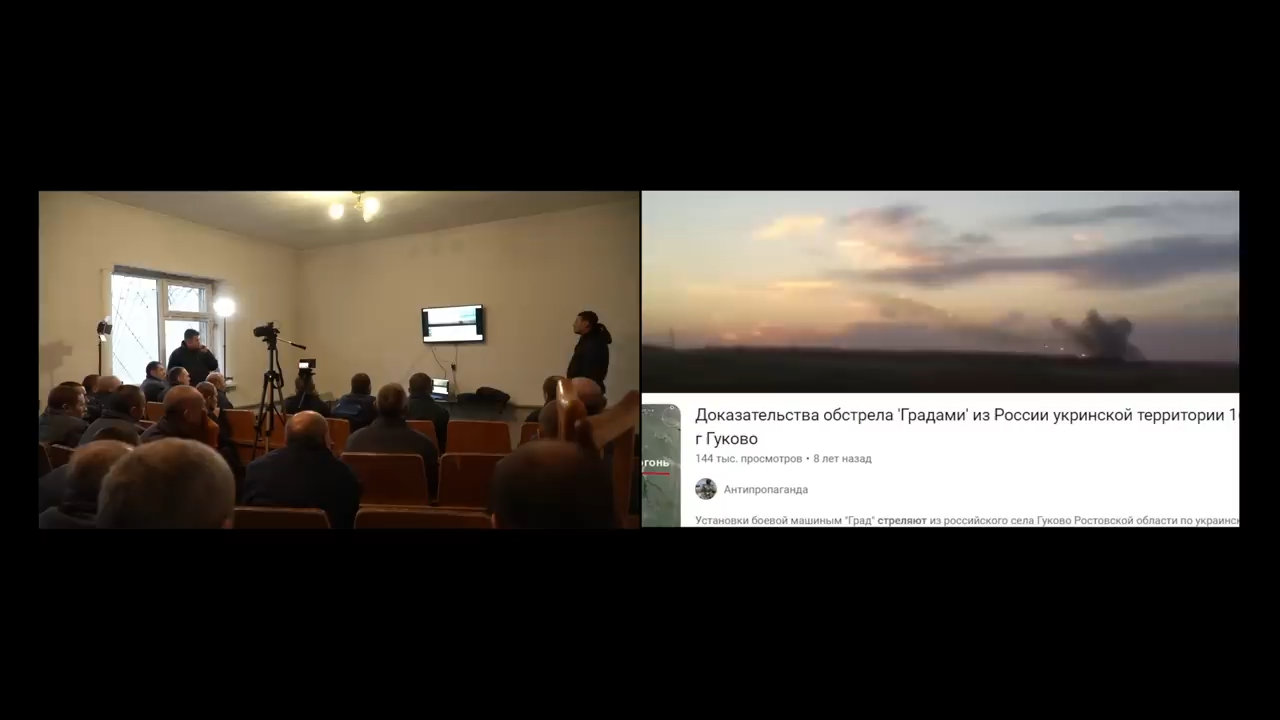 Доказательства обстрела 'Градами' из России укринской территории
г Гуково
144 тыс. просмотров • 8 лет назад
огонь
Антипропаганда
Установки боевой машиным "Град" стреляют из российского села Гуково Ростовской области по украинск